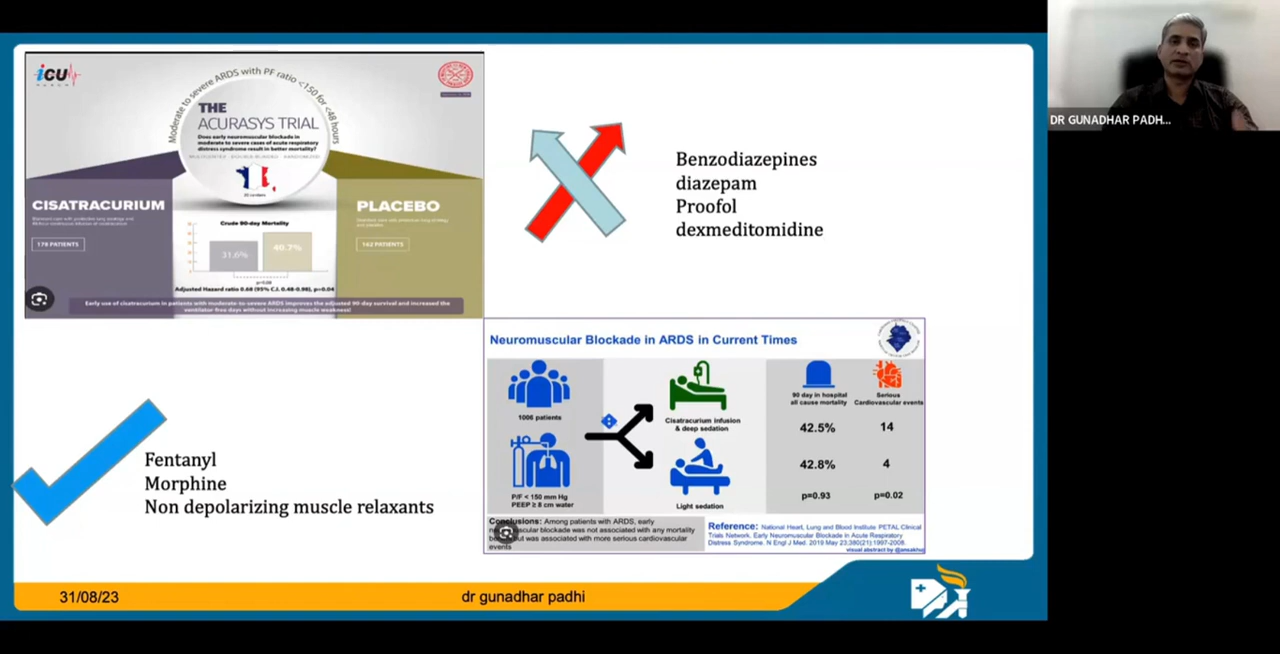 DR GUNADHAR PADH...
icu
Moderate to severe ARDS with PF ratio <150 for <48 hours
THE
ACURASYS TRIAL
Does early neuromuscular blockade in
moderate to severe cases of acute respiratory
distress syndrome result in better mortality?
CISATRACURIUM
178 PATIENTS
PLACEBO
162 PATIENTS
Crude 90-day Mortality
31.6%
40.7%
Adjusted Hazard ratio 0.68 (95% C.I. 0.48-0.98), p=0.04
Early use of cisatracurium in patients with moderate-to-severe ARDS improves the adjusted 90-day survival and increased the
ventilator free days without increasing muscle weakness!
Benzodiazepines
diazepam
Proofol
dexmeditomidine
Fentanyl
Morphine
Non depolarizing muscle relaxants
Neuromuscular Blockade in ARDS in Current Times
1006 patients
P/F < 150 mm Hg
PEEP ≥ 8 cm water
Cisatracurium infusion
& deep sedation
Light sedation
90 day in hospital
all cause mortality
Serious
Cardiovascular events
42.5%
14
42.8%
4
p=0.93
p=0.02
Conclusions: Among patients with ARDS, early
blockade was not associated with any mortality
but was associated with more serious cardiovascular
events
Reference: National Heart, Lung and Blood Institute PETAL Clinical
Trials Network. Early Neuromuscular Blockade in Acute Respiratory
Distress Syndrome. N Engl J Med. 2019 May 23;380(21):1997-2008.
visual abstract by @ansakho
31/08/23
dr gunadhar padhi